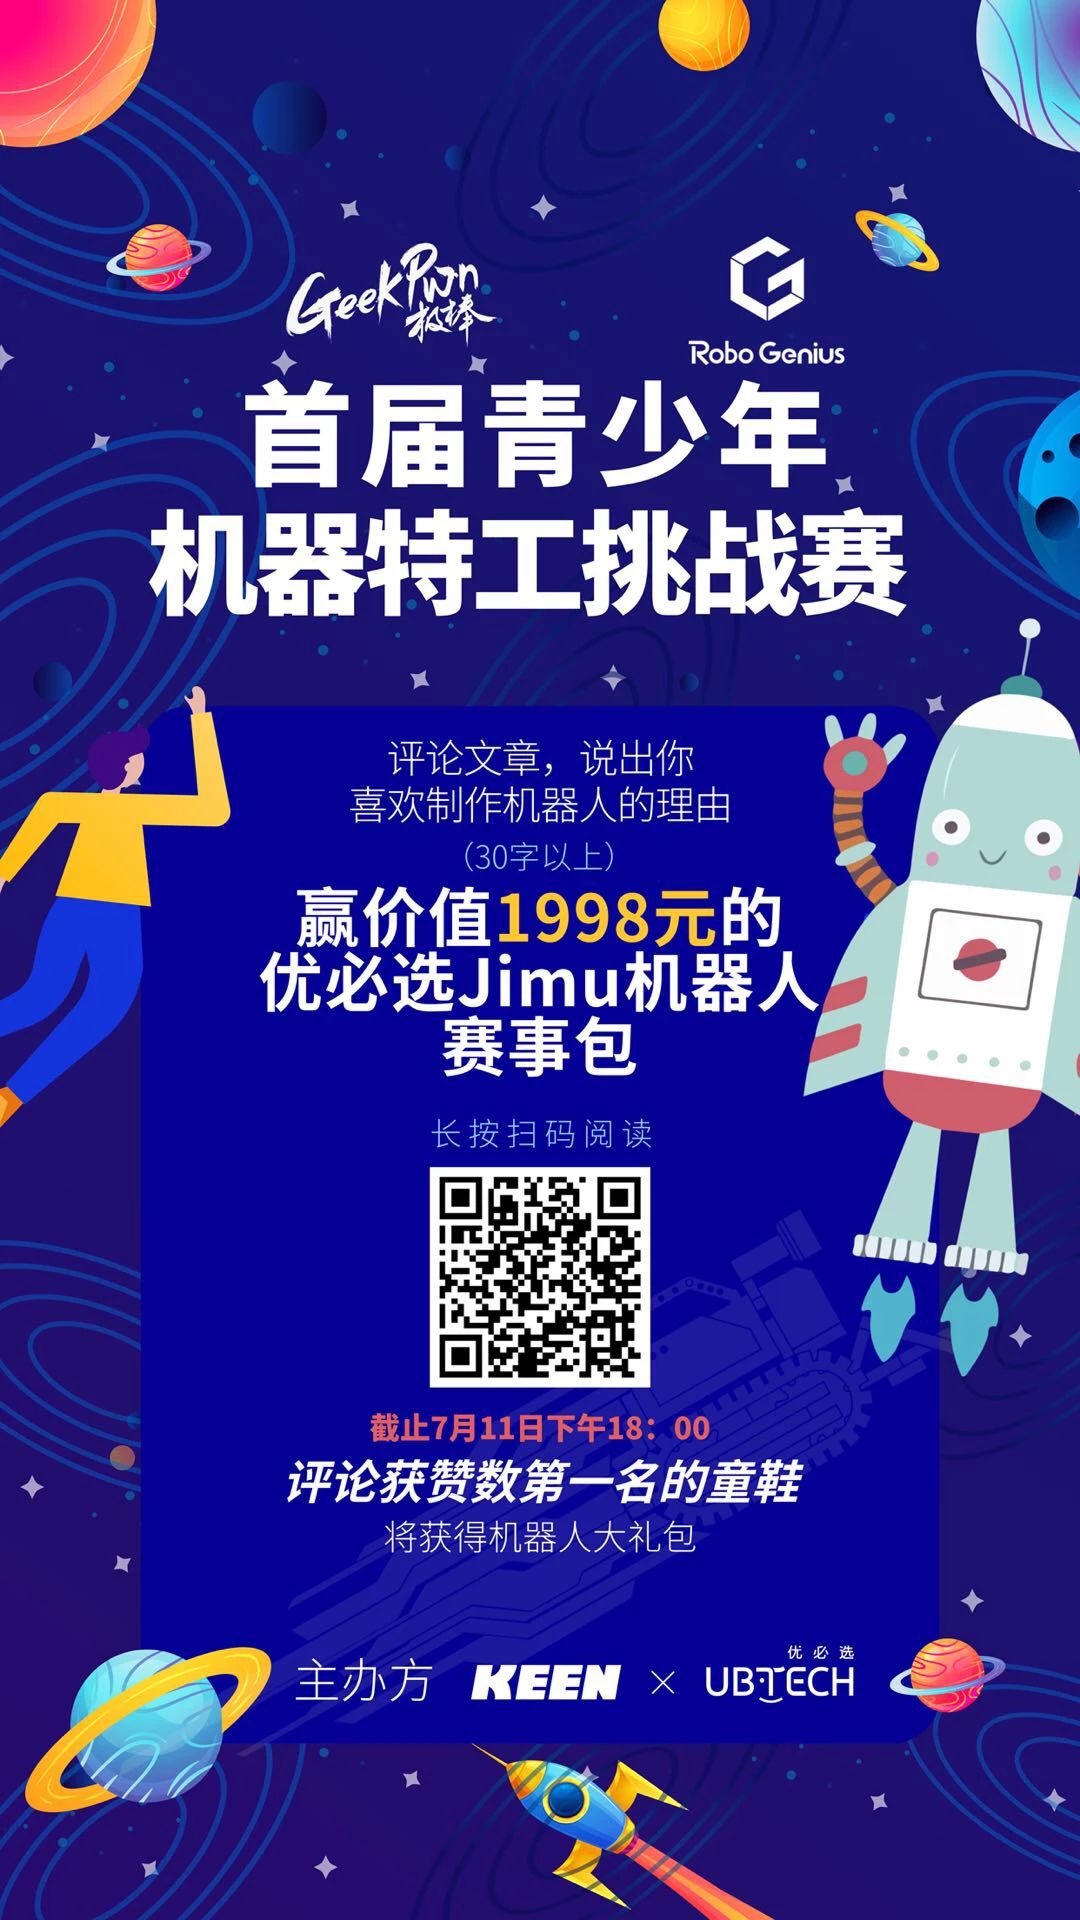 GeekPwn
极棒
Robo Genius
首届青少年
机器特工挑战赛
评论文章，说出你
喜欢制作机器人的理由
（30字以上）
赢价值1998元的
优必选Jimu机器人
赛事包
长按扫码阅读
截止7月11日下午18：00
评论获赞数第一名的童鞋
将获得机器人大礼包
主办方 KEEN × 优必选 UBTECH